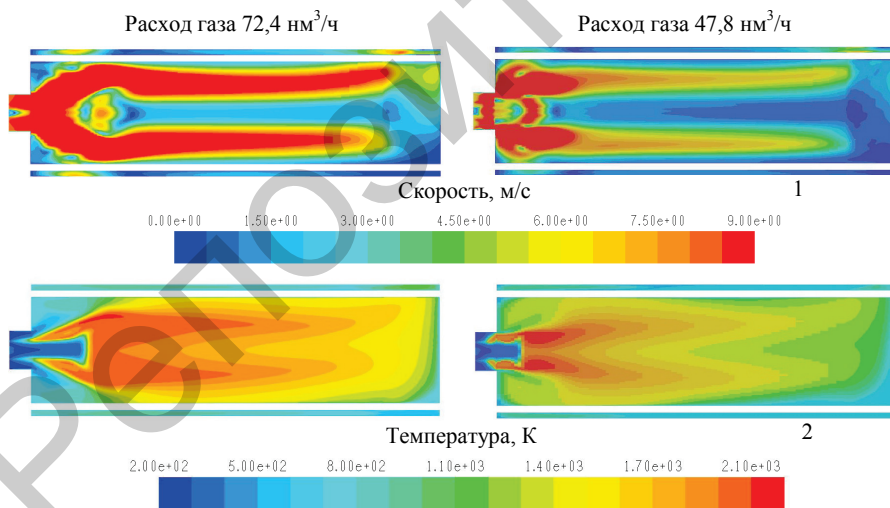 Расход газа 72,4 нм³/ч
Расход газа 47,8 нм³/ч
Скорость, м/с
1
0.00e+00 1.50e+00 3.00e+00 4.50e+00 6.00e+00 7.50e+00 9.00e+00
Температура, К
2
2.00e+02 5.00e+02 8.00e+02 1.10e+03 1.40e+03 1.70e+03 2.10e+03
Репозит